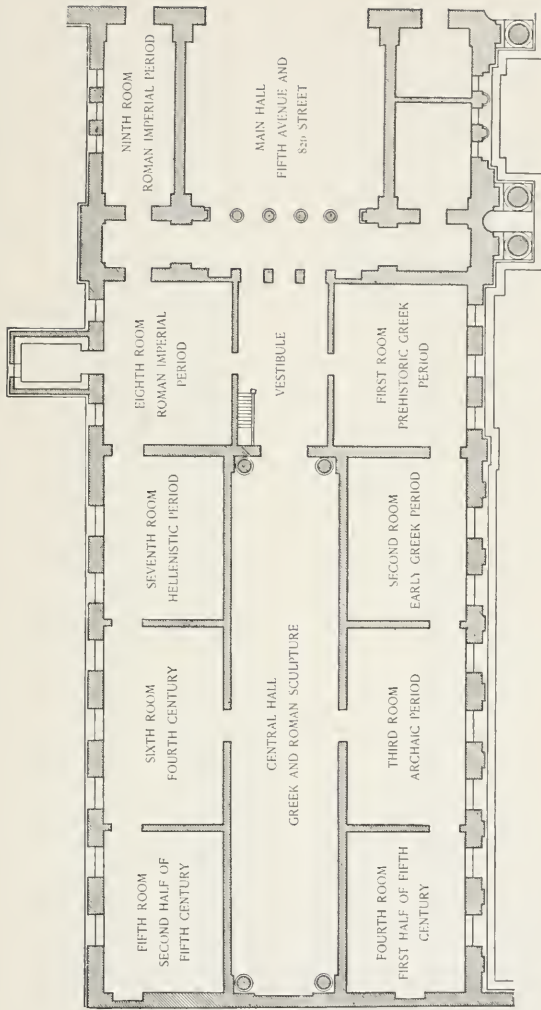 NINTH ROOM
ROMAN IMPERIAL PERIOD
MAIN HALL
FIFTH AVENUE AND
82D STREET
EIGHTH ROOM
ROMAN IMPERIAL
PERIOD
VESTIBULE
FIRST ROOM
PREHISTORIC GREEK
PERIOD
SEVENTH ROOM
HELLENISTIC PERIOD
SECOND ROOM
EARLY GREEK PERIOD
CENTRAL HALL
GREEK AND ROMAN SCULPTURE
SIXTH ROOM
FOURTH CENTURY
THIRD ROOM
ARCHAIC PERIOD
FIFTH ROOM
SECOND HALF OF
FIFTH CENTURY
FOURTH ROOM
FIRST HALF OF FIFTH
CENTURY